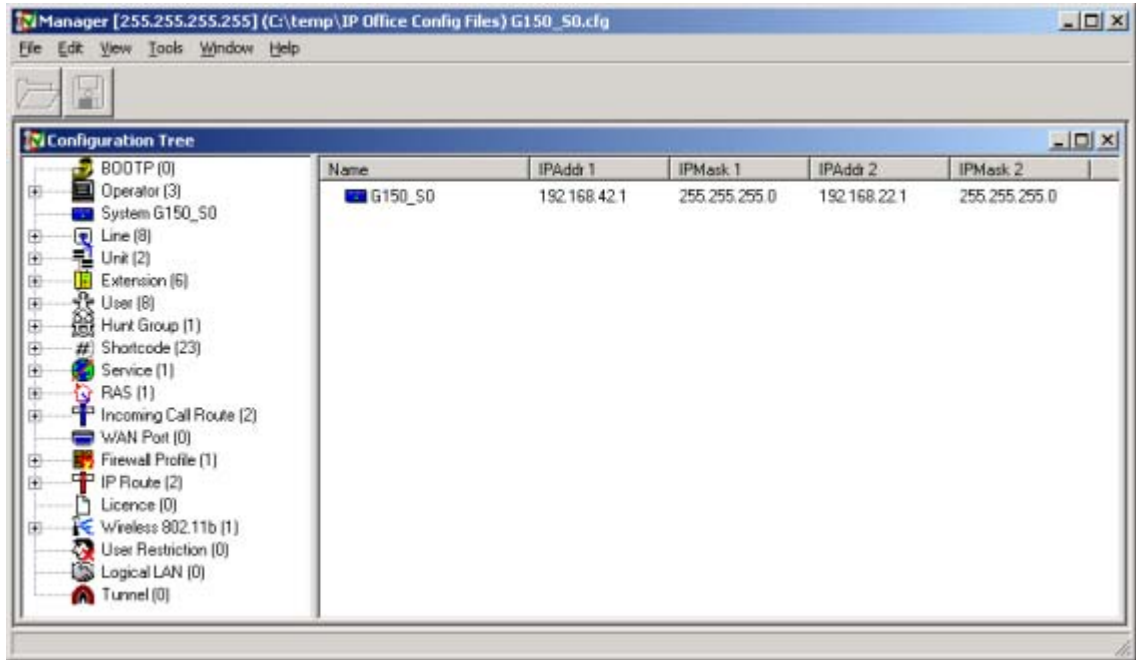 Manager [255.255.255.255] (C:\temp\IP Office Config Files) G150_S0.cfg
File Edit View Tools Window Help
Configuration Tree
BOOTP (0)
Operator (3)
System G150_S0
Line (8)
Unit (2)
Extension (6)
User (8)
Hunt Group (1)
Shortcode (23)
Service (1)
RAS (1)
Incoming Call Route (2)
WAN Port (0)
Firewall Profile (1)
IP Route (2)
Licence (0)
Wireless 802.11b (1)
User Restriction (0)
Logical LAN (0)
Tunnel (0)
Name IPAddr 1 IPMask 1 IPAddr 2 IPMask 2
G150_S0 192.168.42.1 255.255.255.0 192.168.22.1 255.255.255.0